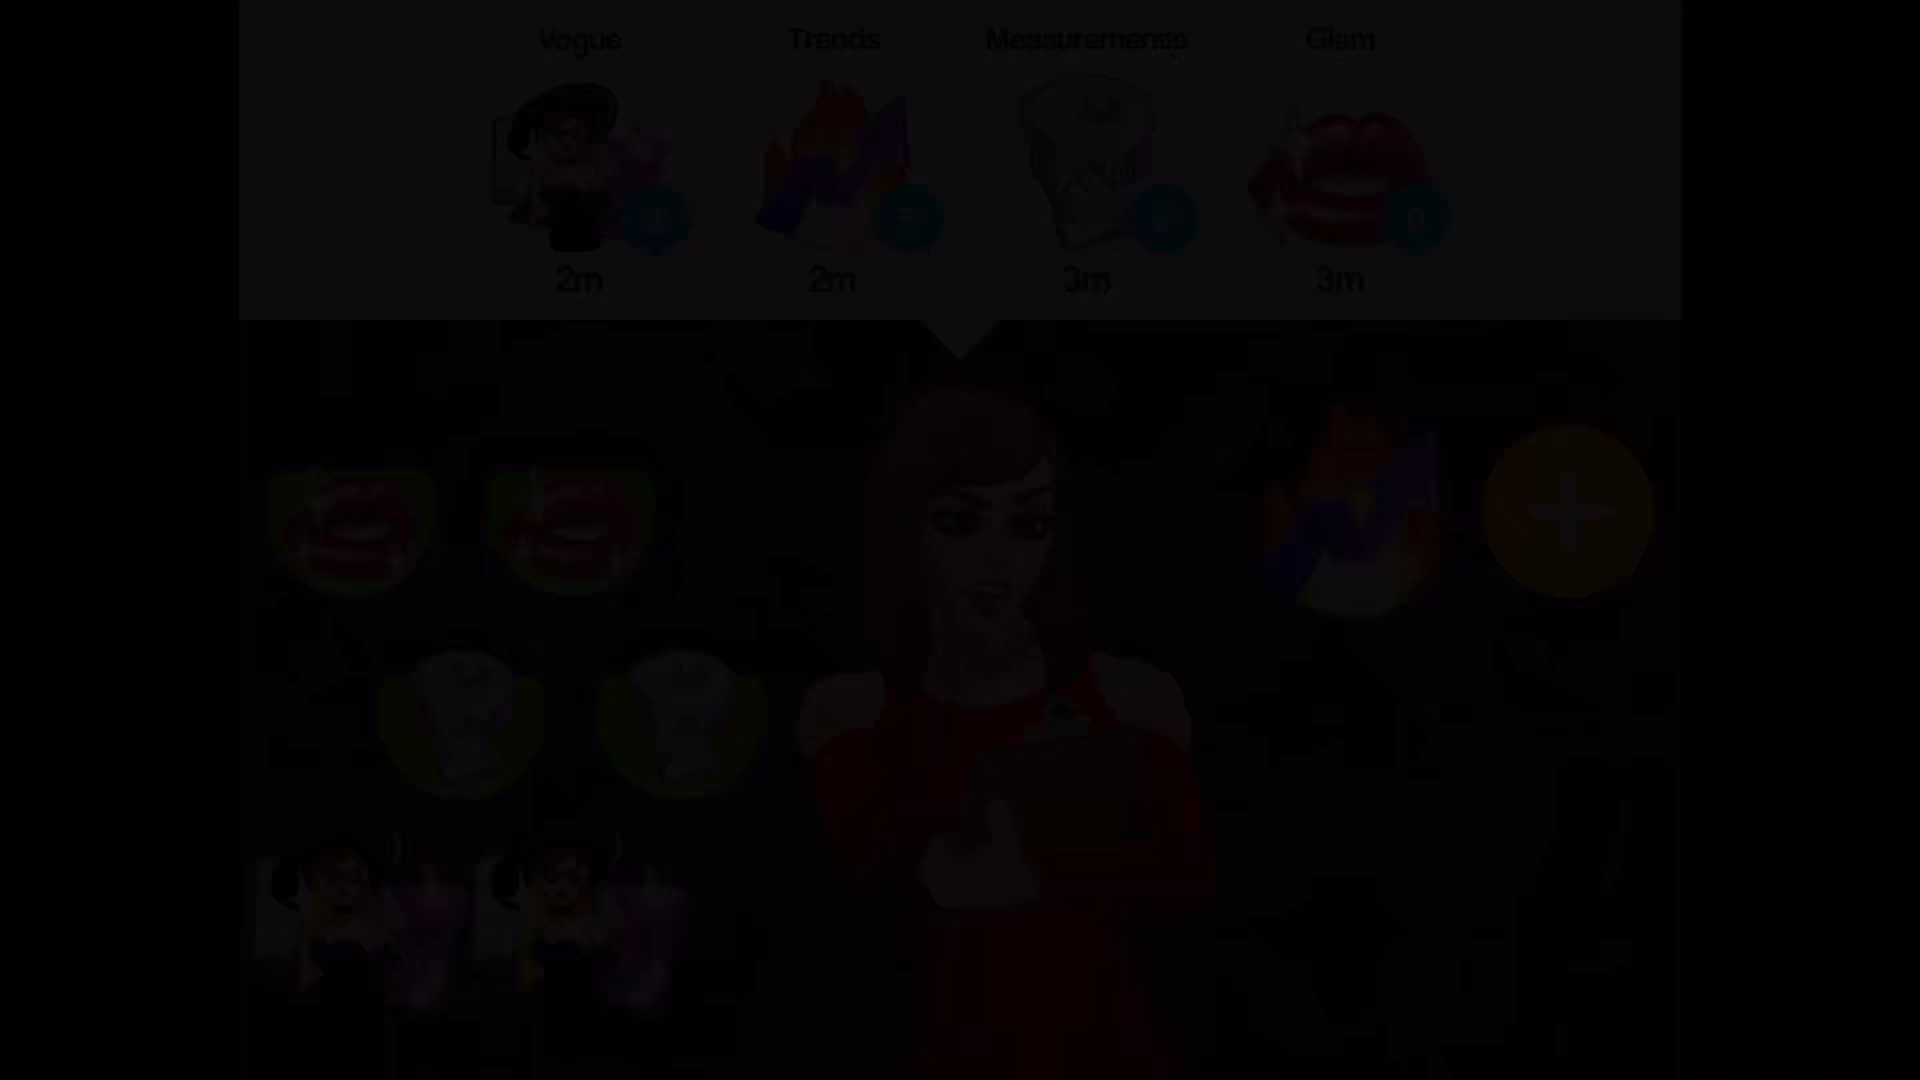 Vogue
Trends
Measurements
Glam
2m
2m
3m
3m